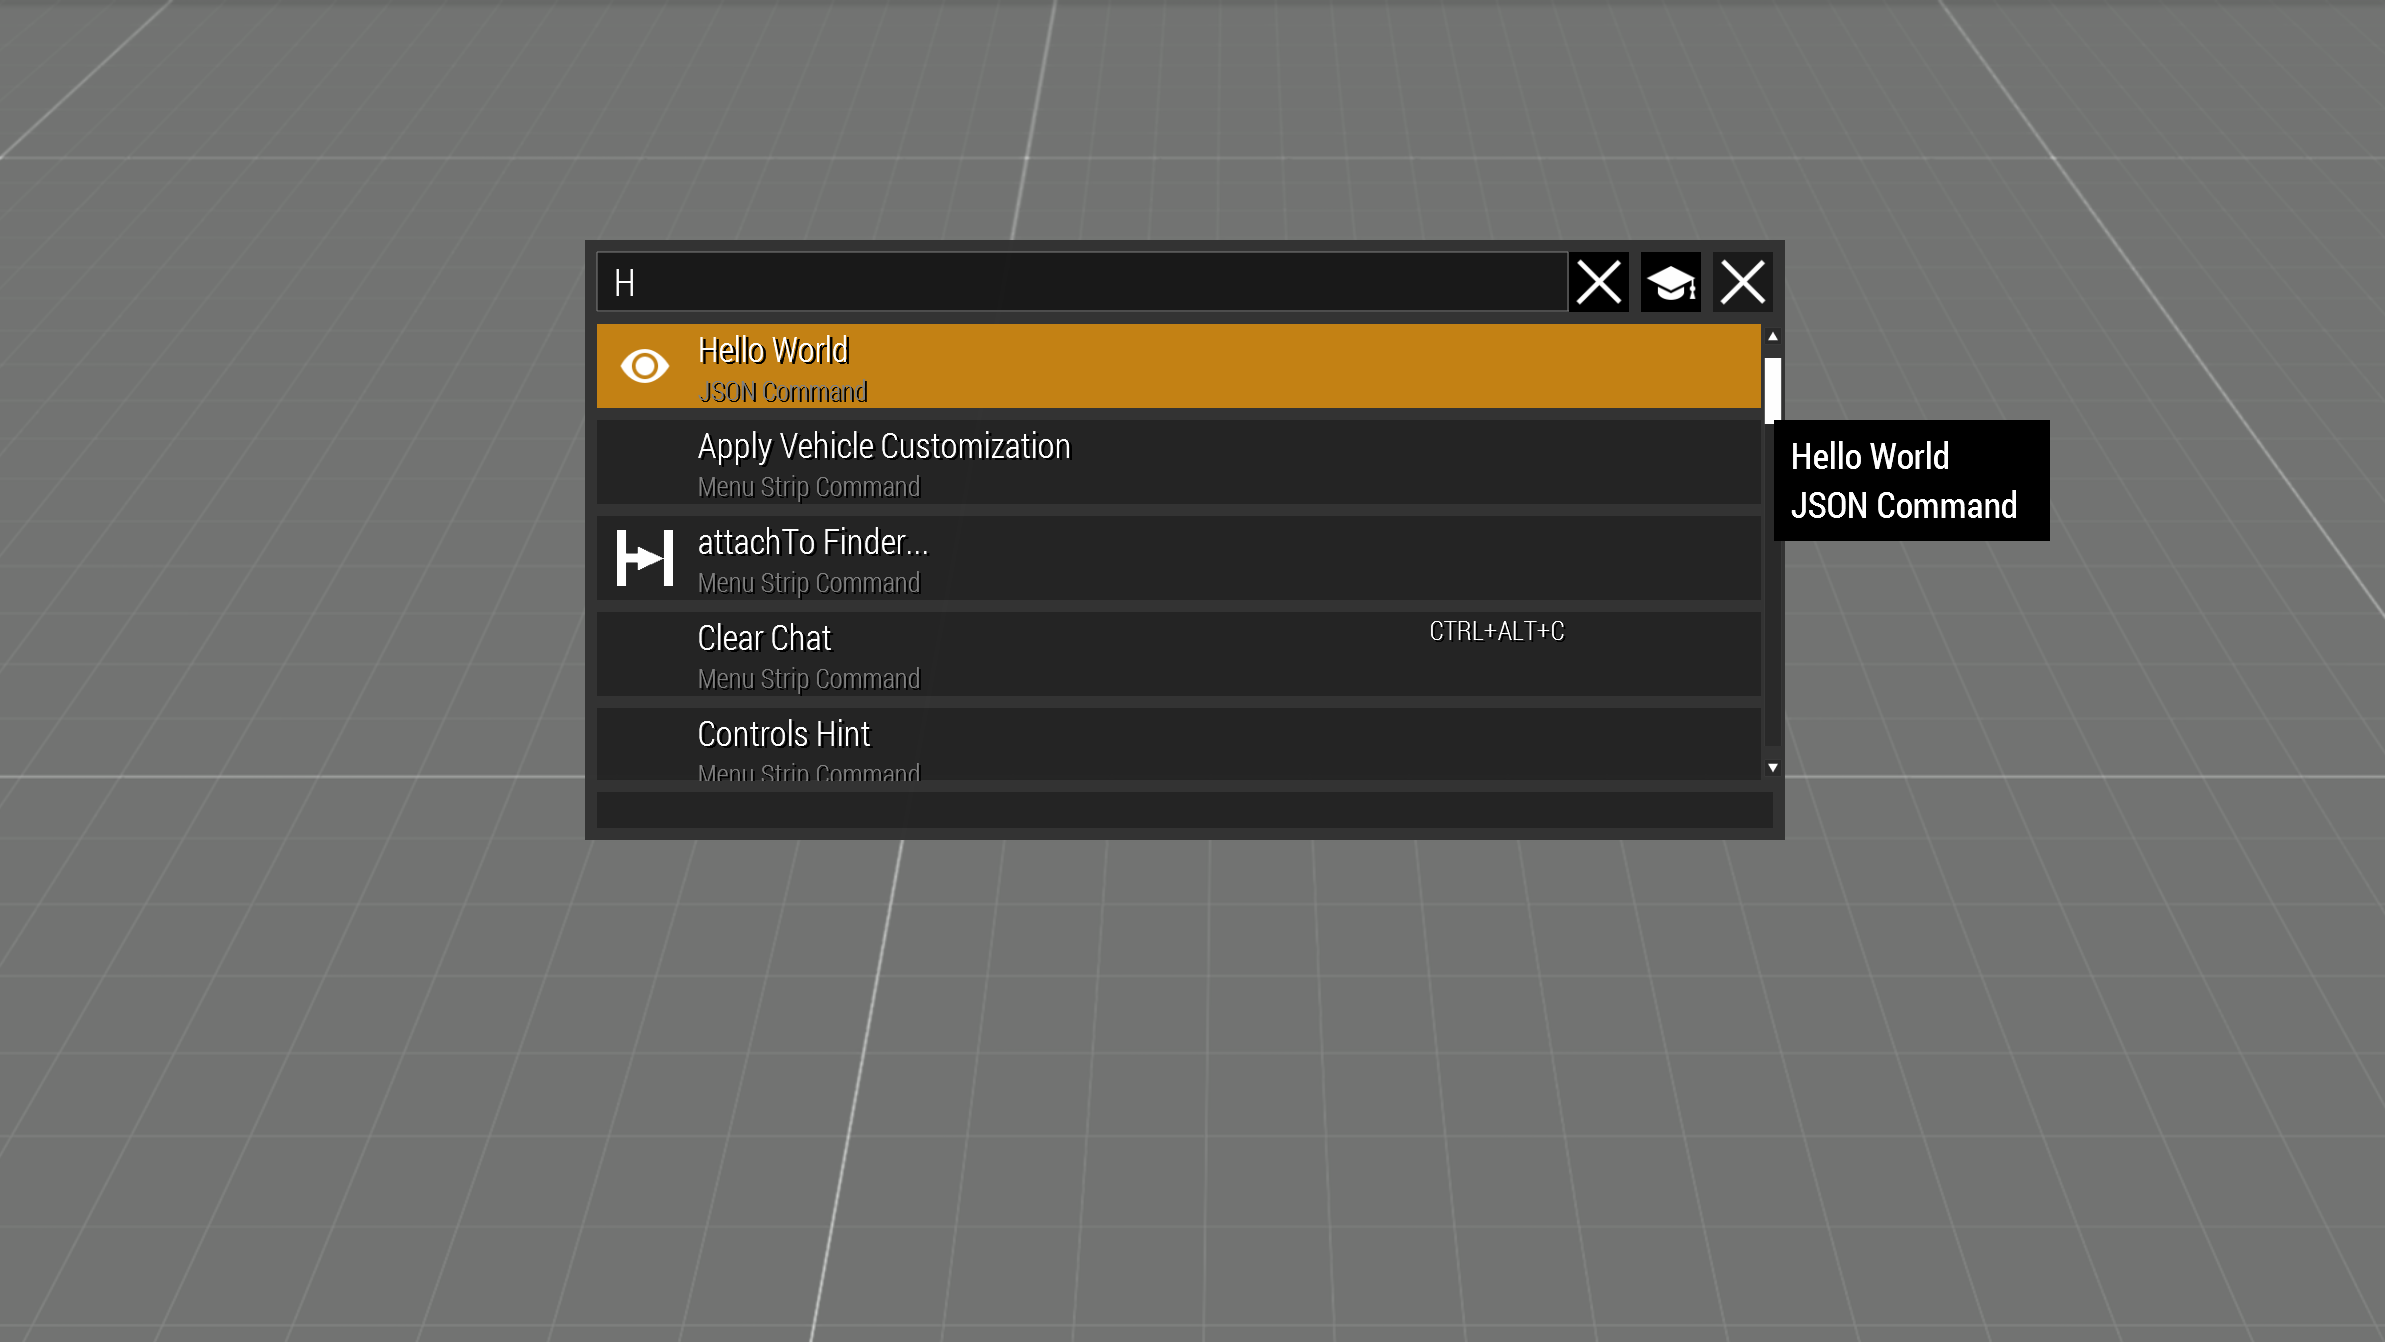 H
Hello World
JSON Command
Apply Vehicle Customization
Menu Strip Command
attachTo Finder...
Menu Strip Command
Clear Chat
CTRL+ALT+C
Menu Strip Command
Controls Hint
Menu Strip Command
Hello World
JSON Command